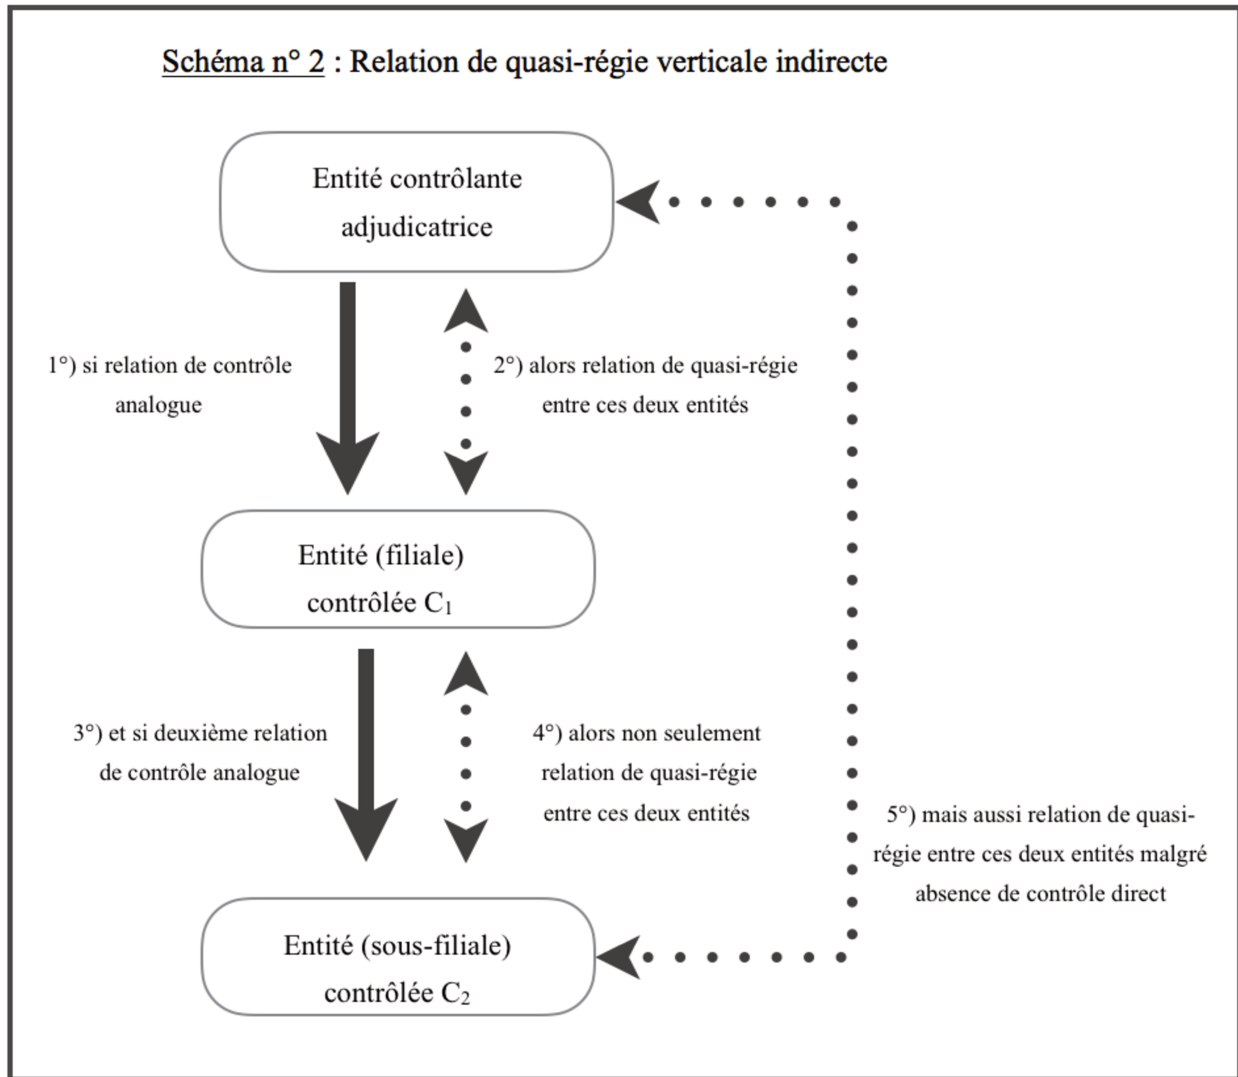 Schéma n° 2 : Relation de quasi-régie verticale indirecte
Entité contrôlante
adjudicatrice
1°) si relation de contrôle
analogue
2°) alors relation de quasi-régie
entre ces deux entités
Entité (filiale)
contrôlée C₁
3°) et si deuxième relation
de contrôle analogue
4°) alors non seulement
relation de quasi-régie
entre ces deux entités
5°) mais aussi relation de quasi-
régie entre ces deux entités malgré
absence de contrôle direct
Entité (sous-filiale)
contrôlée C₂